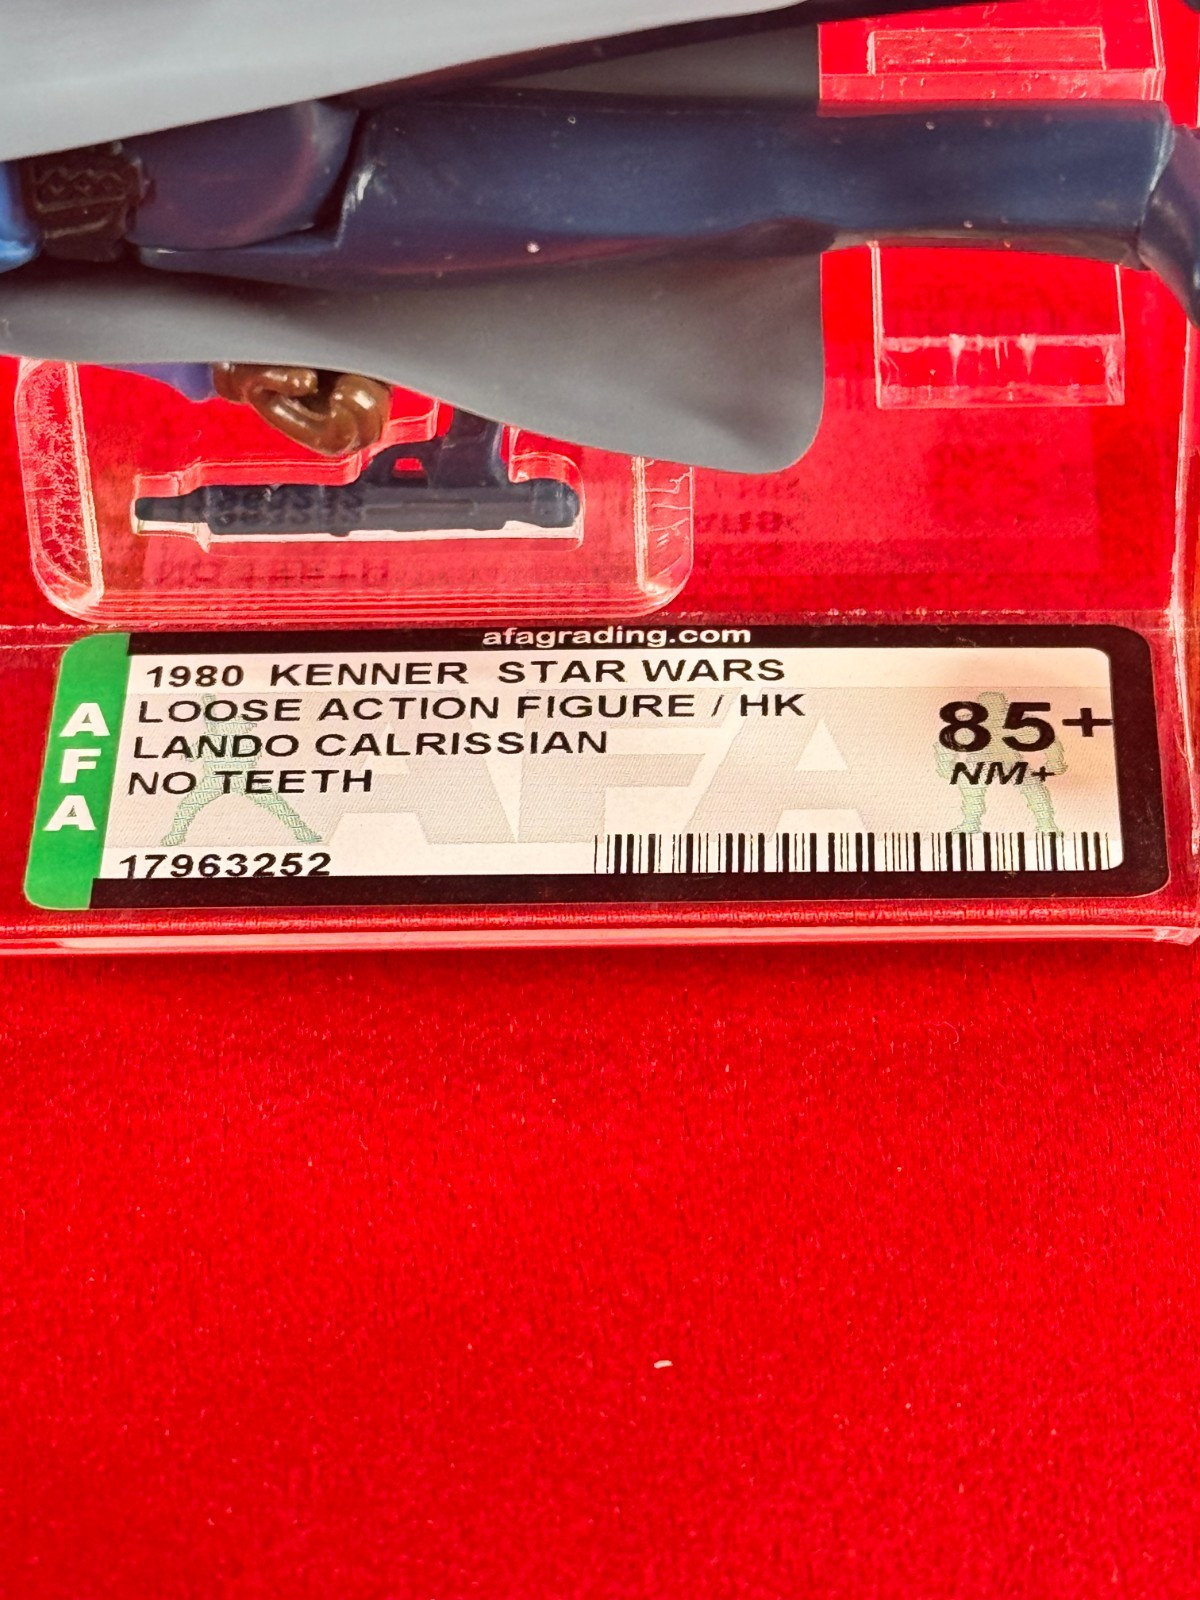 afagrading.com
AFA
1980 KENNER STAR WARS
LOOSE ACTION FIGURE / HK
LANDO CALRISSIAN
NO TEETH
85+
NM+
17963252